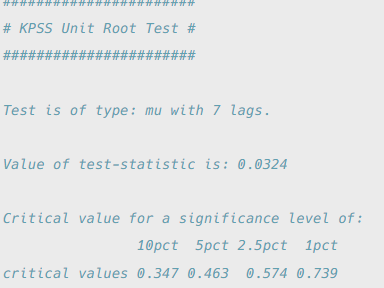 #######################
# KPSS Unit Root Test #
#######################
Test is of type: mu with 7 lags.
Value of test-statistic is: 0.0324
Critical value for a significance level of:
                10pct  5pct 2.5pct  1pct
critical values 0.347 0.463  0.574 0.739